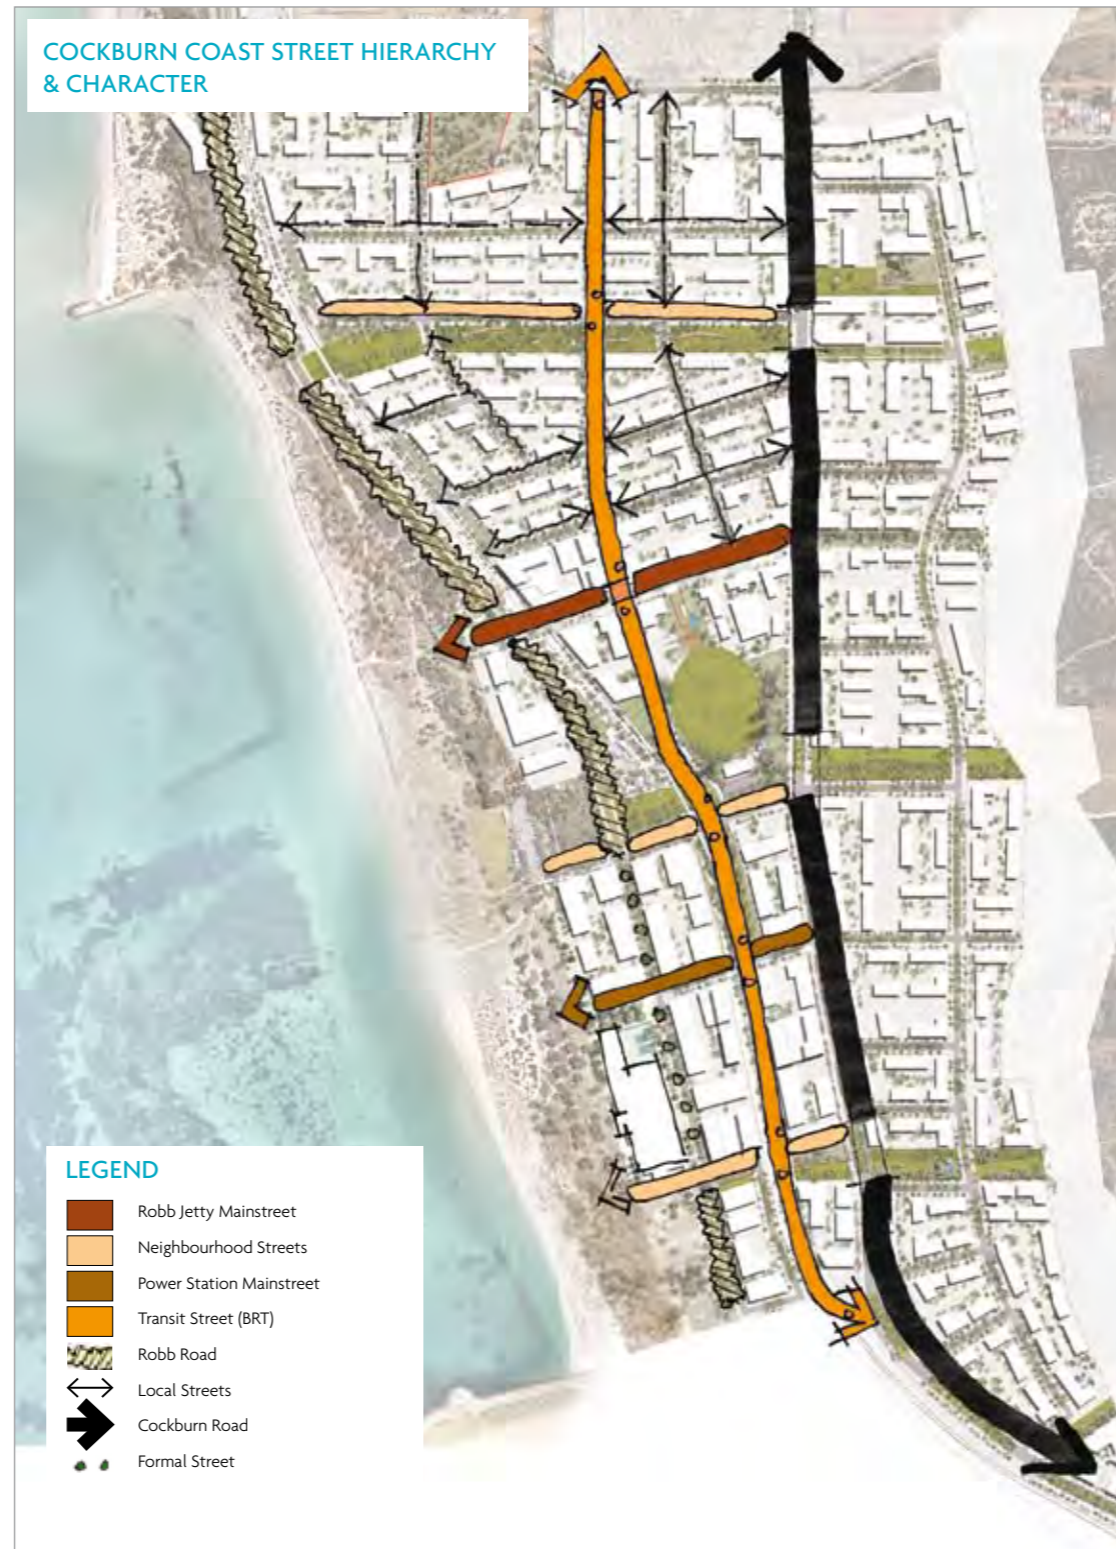 COCKBURN COAST STREET HIERARCHY
& CHARACTER
LEGEND
Robb Jetty Mainstreet
Neighbourhood Streets
Power Station Mainstreet
Transit Street (BRT)
Robb Road
Local Streets
Cockburn Road
Formal Street